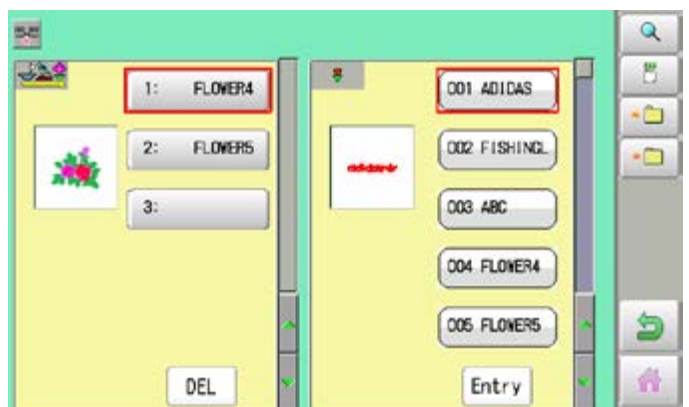 1: FLOWER4
2: FLOWER5
3:
DEL
001 ADIDAS
002 FISHINGL
003 ABC
004 FLOWER4
005 FLOWER5
Entry